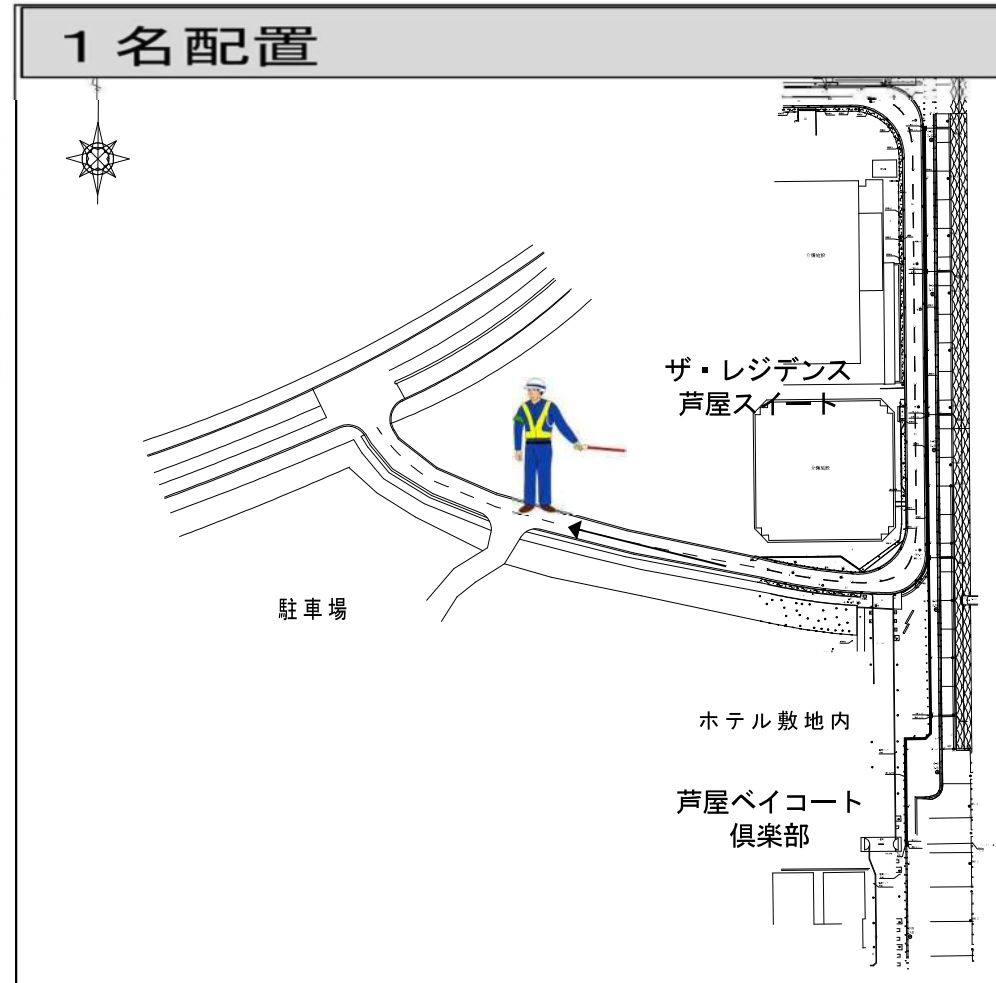 1名配置
ザ・レジデンス
芦屋スイート
駐車場
ホテル敷地内
芦屋ベイコート
倶楽部